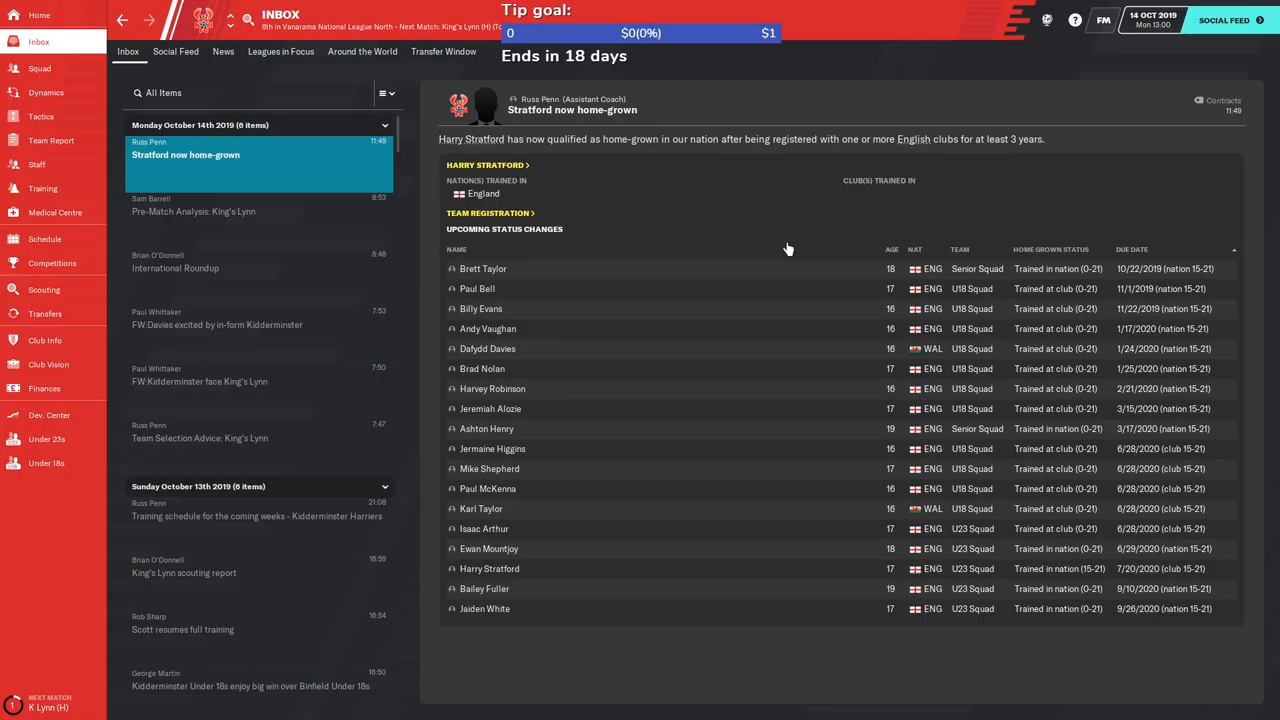 Home
Inbox
Squad
Dynamics
Tactics
Team Report
Staff
Training
Medical Centre
Schedule
Competitions
Scouting
Transfers
Club Info
Club Vision
Finances
Dev. Center
Under 23s
Under 18s
1
NEXT MATCH
K Lynn (H)
INBOX
8th in Vanarama National League North - Next Match: King's Lynn (H) (To
Tip goal:
0 $0(0%) $1
Ends in 18 days
?
FM
14 OCT 2019
Mon 13:00
SOCIAL FEED
Inbox Social Feed News Leagues in Focus Around the World Transfer Window
All Items
Monday October 14th 2019 (6 items)
Russ Penn 11:49
Stratford now home-grown
Sam Barrell 8:53
Pre-Match Analysis: King's Lynn
Brian O'Donnell 8:48
International Roundup
Paul Whittaker 7:53
FW:Davies excited by in-form Kidderminster
Paul Whittaker 7:50
FW:Kidderminster face King's Lynn
Russ Penn 7:47
Team Selection Advice: King's Lynn
Sunday October 13th 2019 (6 items)
Russ Penn 21:08
Training schedule for the coming weeks - Kidderminster Harriers
Brian O'Donnell 16:59
King's Lynn scouting report
Rob Sharp 16:54
Scott resumes full training
George Martin 16:50
Kidderminster Under 18s enjoy big win over Binfield Under 18s
Russ Penn (Assistant Coach)
Stratford now home-grown
Contracts
11:49
Harry Stratford has now qualified as home-grown in our nation after being registered with one or more English clubs for at least 3 years.
HARRY STRATFORD >
NATION(S) TRAINED IN CLUB(S) TRAINED IN
England
TEAM REGISTRATION >
UPCOMING STATUS CHANGES
NAME AGE NAT TEAM HOME GROWN STATUS DUE DATE
Brett Taylor 18 ENG Senior Squad Trained in nation (0-21) 10/22/2019 (nation 15-21)
Paul Bell 17 ENG U18 Squad Trained at club (0-21) 11/1/2019 (nation 15-21)
Billy Evans 16 ENG U18 Squad Trained at club (0-21) 11/22/2019 (nation 15-21)
Andy Vaughan 16 ENG U18 Squad Trained at club (0-21) 1/17/2020 (nation 15-21)
Dafydd Davies 16 WAL U18 Squad Trained at club (0-21) 1/24/2020 (nation 15-21)
Brad Nolan 17 ENG U18 Squad Trained at club (0-21) 1/25/2020 (nation 15-21)
Harvey Robinson 16 ENG U18 Squad Trained at club (0-21) 2/21/2020 (nation 15-21)
Jeremiah Alozie 17 ENG U18 Squad Trained at club (0-21) 3/15/2020 (nation 15-21)
Ashton Henry 19 ENG Senior Squad Trained in nation (0-21) 3/17/2020 (nation 15-21)
Jermaine Higgins 16 ENG U18 Squad Trained at club (0-21) 6/28/2020 (club 15-21)
Mike Shepherd 17 ENG U18 Squad Trained at club (0-21) 6/28/2020 (club 15-21)
Paul McKenna 16 ENG U18 Squad Trained at club (0-21) 6/28/2020 (club 15-21)
Karl Taylor 16 WAL U18 Squad Trained at club (0-21) 6/28/2020 (club 15-21)
Isaac Arthur 17 ENG U23 Squad Trained at club (0-21) 6/28/2020 (club 15-21)
Ewan Mountjoy 18 ENG U23 Squad Trained in nation (0-21) 6/29/2020 (nation 15-21)
Harry Stratford 17 ENG U23 Squad Trained in nation (15-21) 7/20/2020 (club 15-21)
Bailey Fuller 19 ENG U23 Squad Trained in nation (0-21) 9/10/2020 (nation 15-21)
Jaiden White 17 ENG U23 Squad Trained in nation (0-21) 9/26/2020 (nation 15-21)